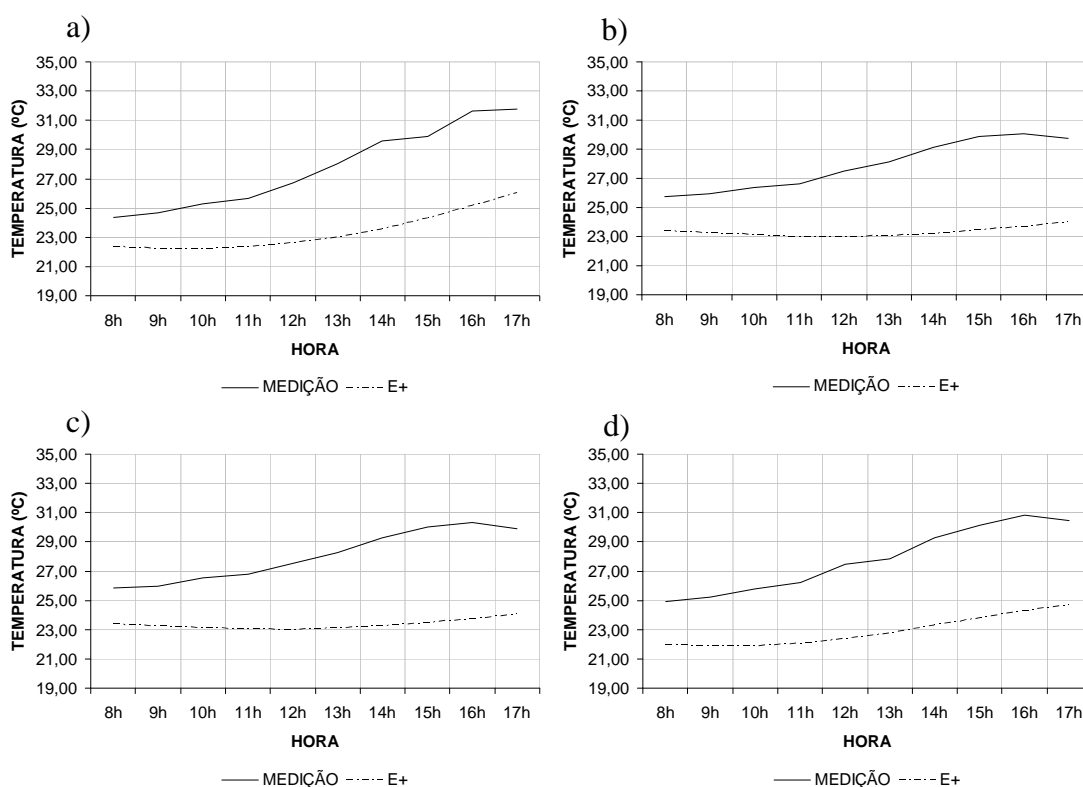 a)
TEMPERATURA (ºC)
35,00
33,00
31,00
29,00
27,00
25,00
23,00
21,00
19,00
8h 9h 10h 11h 12h 13h 14h 15h 16h 17h
HORA
MEDIÇÃO E+
b)
TEMPERATURA (ºC)
35,00
33,00
31,00
29,00
27,00
25,00
23,00
21,00
19,00
8h 9h 10h 11h 12h 13h 14h 15h 16h 17h
HORA
MEDIÇÃO E+
c)
TEMPERATURA (ºC)
35,00
33,00
31,00
29,00
27,00
25,00
23,00
21,00
19,00
8h 9h 10h 11h 12h 13h 14h 15h 16h 17h
HORA
MEDIÇÃO E+
d)
TEMPERATURA (ºC)
35,00
33,00
31,00
29,00
27,00
25,00
23,00
21,00
19,00
8h 9h 10h 11h 12h 13h 14h 15h 16h 17h
HORA
MEDIÇÃO E+